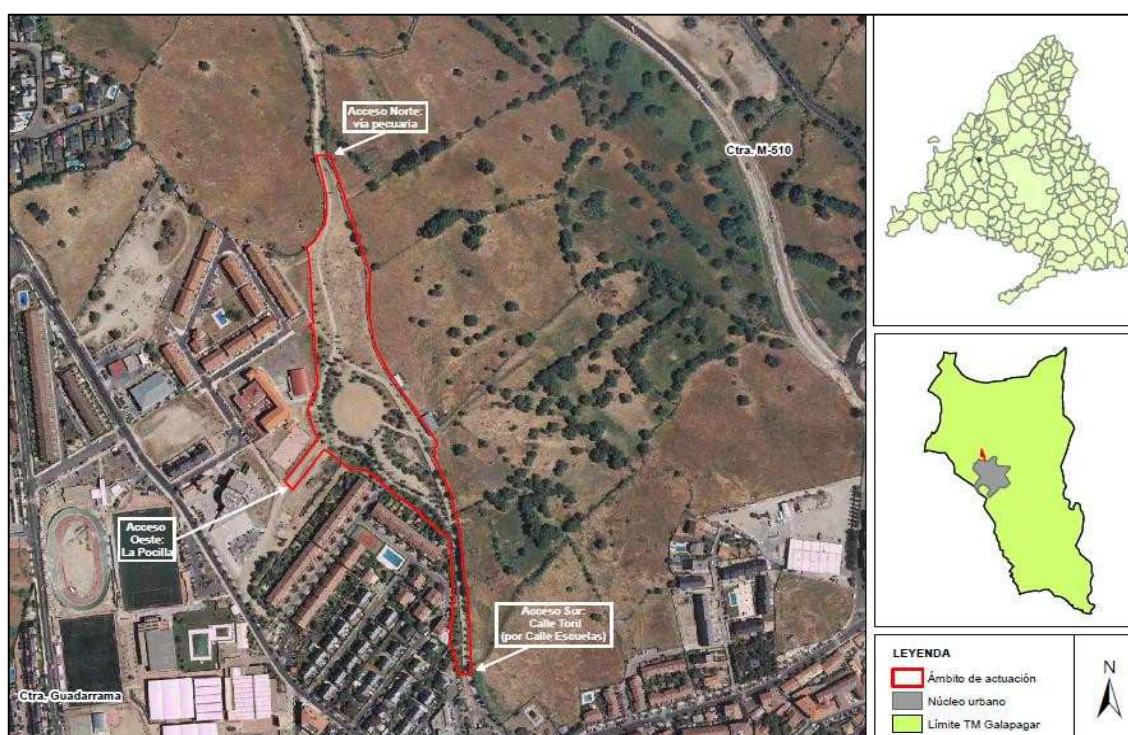 Acceso Norte:
vía pecuaria
Ctra. M-510
Acceso
Oeste:
La Pocilla
Acceso Sur:
Calle Toril
(por Calle Escuelas)
Ctra. Guadarrama
LEYENDA
Ámbito de actuación
Núcleo urbano
Límite TM Galapagar
N